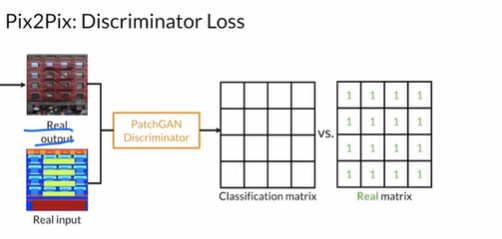 Pix2Pix: Discriminator Loss
Real
output
PatchGAN
Discriminator
Real input
vs.
1 1 1 1
1 1 1 1
1 1 1 1
1 1 1 1
Classification matrix
Real matrix